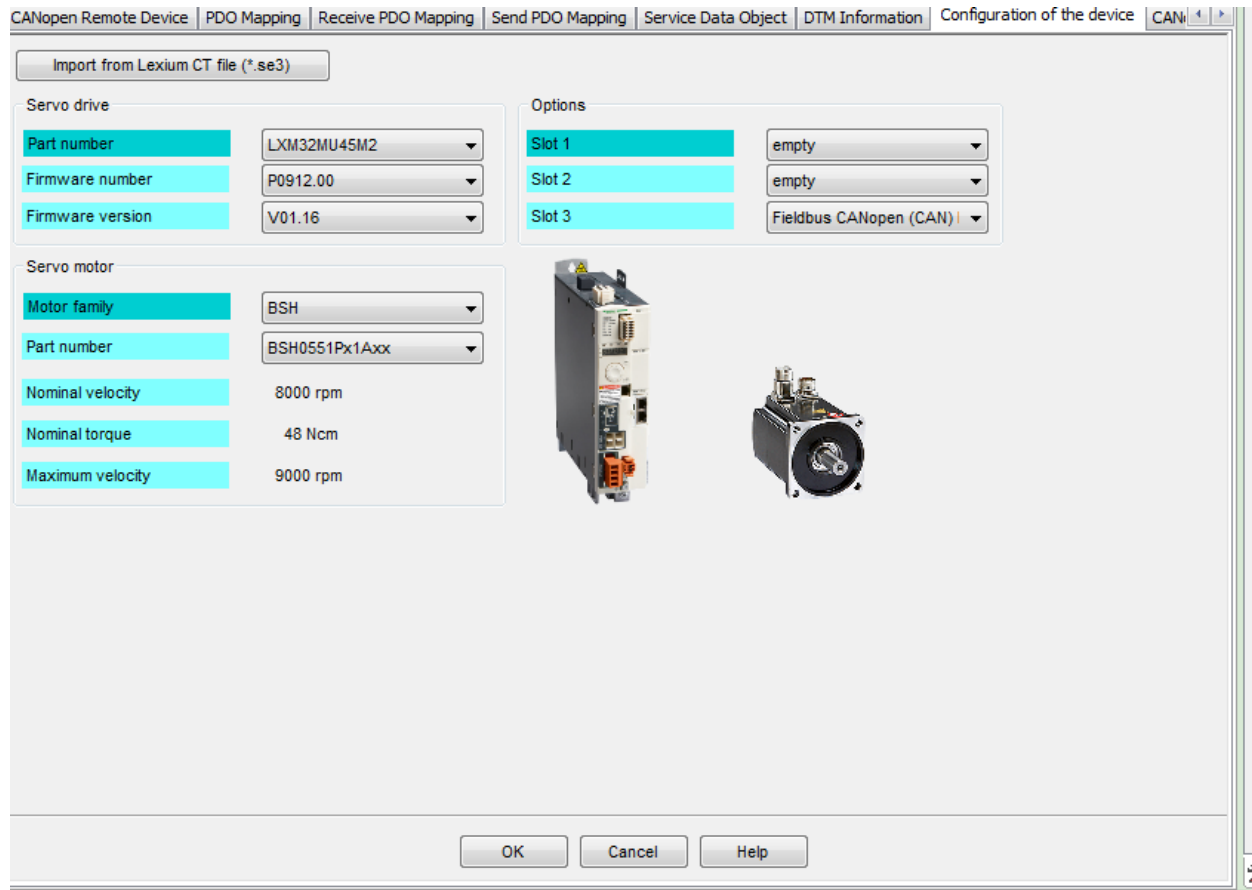 CANopen Remote Device PDO Mapping Receive PDO Mapping Send PDO Mapping Service Data Object DTM Information Configuration of the device CAN
Import from Lexium CT file (*.se3)
Servo drive
Part number LXM32MU45M2
Firmware number P0912.00
Firmware version V01.16
Options
Slot 1 empty
Slot 2 empty
Slot 3 Fieldbus CANopen (CAN)
Servo motor
Motor family BSH
Part number BSH0551Px1Axx
Nominal velocity 8000 rpm
Nominal torque 48 Ncm
Maximum velocity 9000 rpm
OK Cancel Help